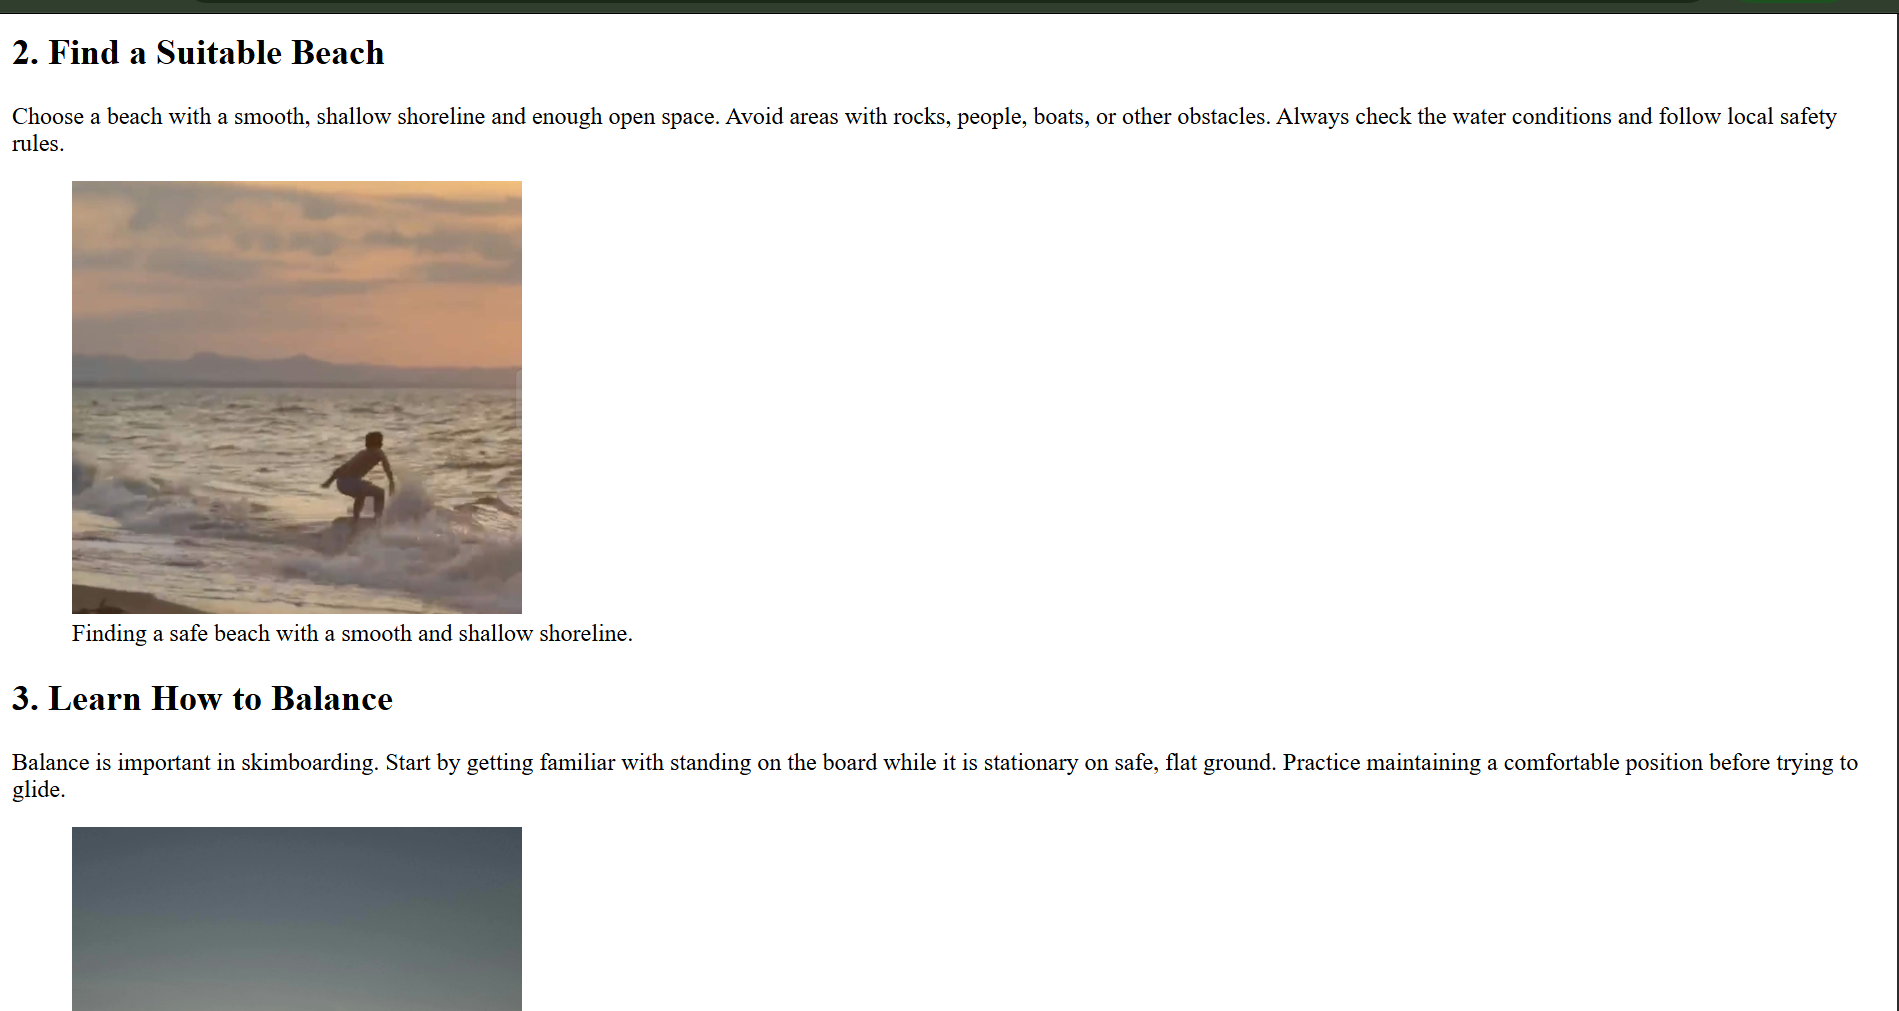 2. Find a Suitable Beach
Choose a beach with a smooth, shallow shoreline and enough open space. Avoid areas with rocks, people, boats, or other obstacles. Always check the water conditions and follow local safety
rules.
Finding a safe beach with a smooth and shallow shoreline.
3. Learn How to Balance
Balance is important in skimboarding. Start by getting familiar with standing on the board while it is stationary on safe, flat ground. Practice maintaining a comfortable position before trying to
glide.